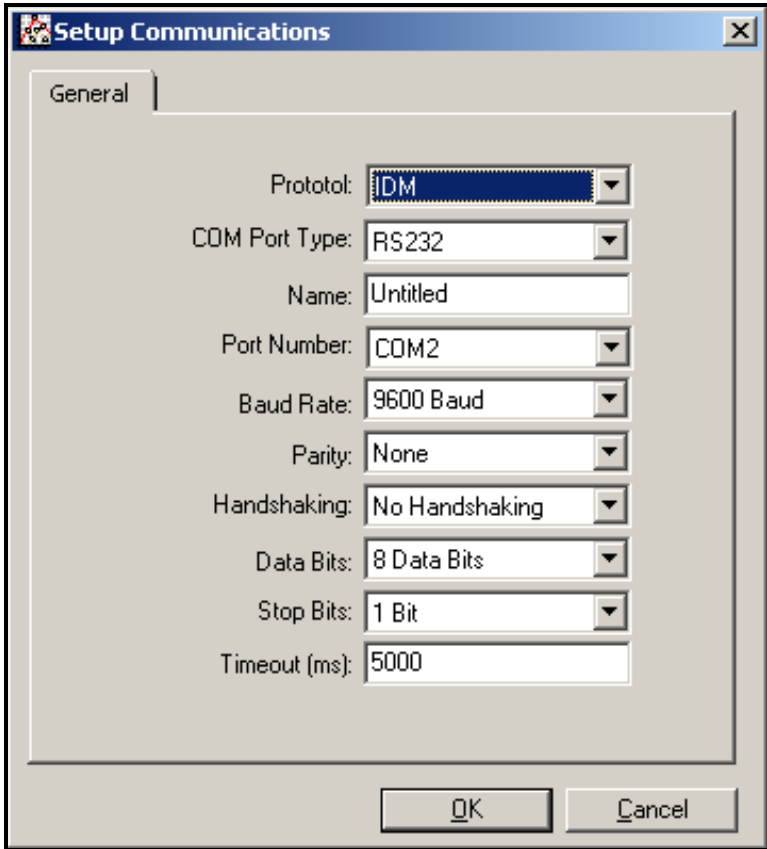 Setup Communications
General
Prototol: IDM
COM Port Type: RS232
Name: Untitled
Port Number: COM2
Baud Rate: 9600 Baud
Parity: None
Handshaking: No Handshaking
Data Bits: 8 Data Bits
Stop Bits: 1 Bit
Timeout (ms): 5000
OK Cancel